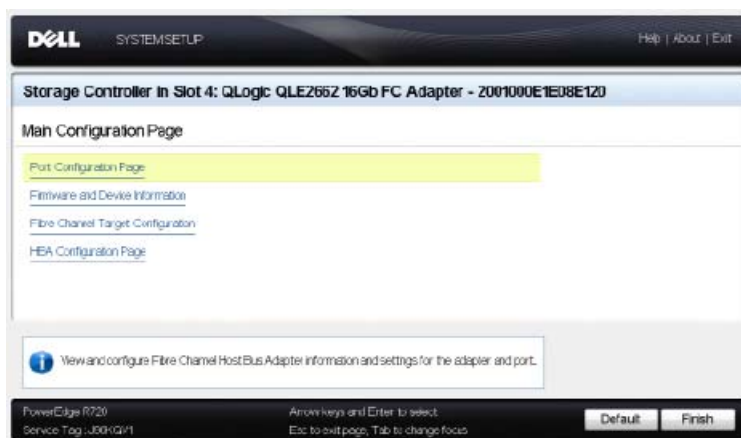 DELL SYSTEM SETUP Help | About | Exit
Storage Controller in Slot 4: QLogic QLE2662 16Gb FC Adapter - 2001000E1E08E120
Main Configuration Page
Port Configuration Page
Firmware and Device Information
Fibre Channel Target Configuration
HBA Configuration Page
View and configure Fibre Channel Host Bus Adapter information and settings for the adapter and port.
PowerEdge R720 Arrow keys and Enter to select
Service Tag : Esc to exit page, Tab to change focus
Default Finish